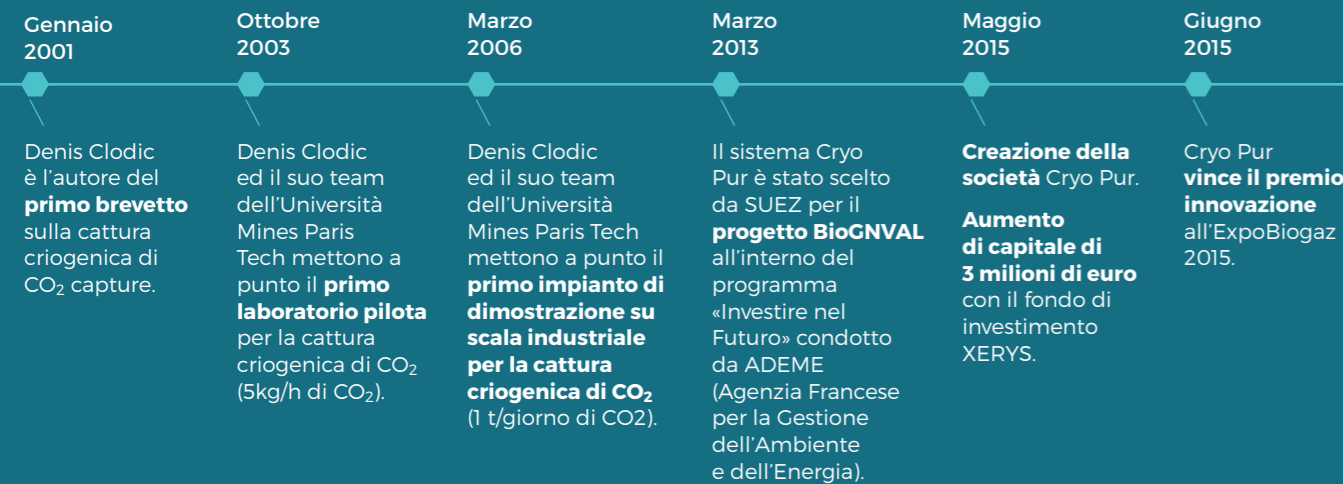 Gennaio
2001
Denis Clodic
è l'autore del
primo brevetto
sulla cattura
criogenica di
CO₂ capture.
Ottobre
2003
Denis Clodic
ed il suo team
dell'Università
Mines Paris
Tech mettono a
punto il primo
laboratorio pilota
per la cattura
criogenica di CO₂
(5kg/h di CO₂).
Marzo
2006
Denis Clodic
ed il suo team
dell'Università
Mines Paris Tech
mettono a punto il
primo impianto di
dimostrazione su
scala industriale
per la cattura
criogenica di CO₂
(1 t/giorno di CO2).
Marzo
2013
Il sistema Cryo
Pur è stato scelto
da SUEZ per il
progetto BioGNVAL
all'interno del
programma
«Investire nel
Futuro» condotto
da ADEME
(Agenzia Francese
per la Gestione
dell'Ambiente
e dell'Energia).
Maggio
2015
Creazione della
società Cryo Pur.
Aumento
di capitale di
3 milioni di euro
con il fondo di
investimento
XERYS.
Giugno
2015
Cryo Pur
vince il premio
innovazione
all'ExpoBiogaz
2015.